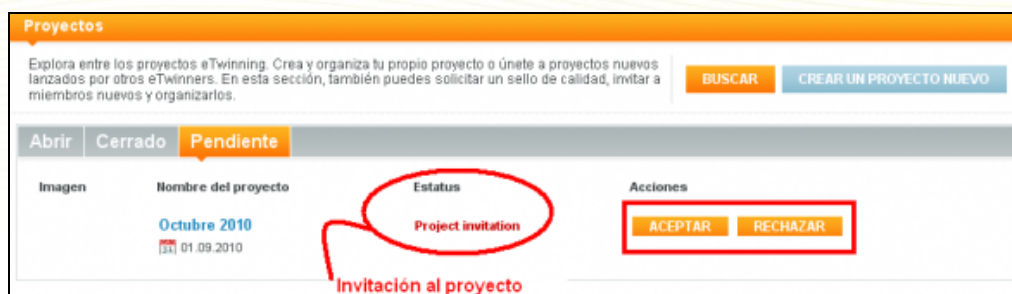 Proyectos
Explora entre los proyectos eTwinning. Crea y organiza tu propio proyecto o únete a proyectos nuevos
lanzados por otros eTwinners. En esta sección, también puedes solicitar un sello de calidad, invitar a
miembros nuevos y organizarlos.
BUSCAR
CREAR UN PROYECTO NUEVO
Abrir Cerrado Pendiente
Imagen Nombre del proyecto Estatus Acciones
Octubre 2010 Project invitation ACEPTAR RECHAZAR
01.09.2010
Invitación al proyecto